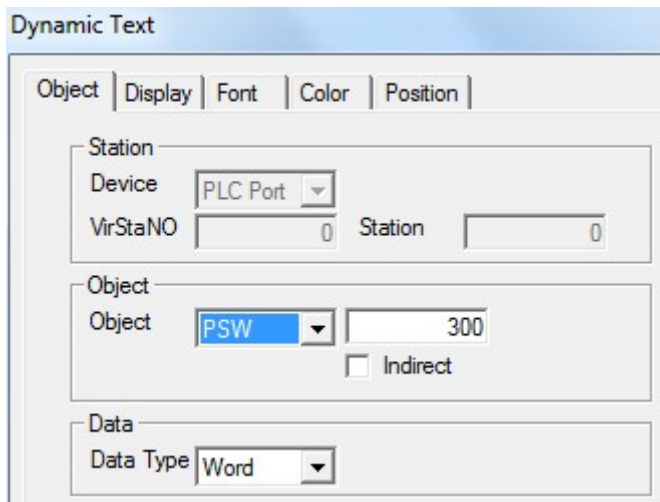 Dynamic Text
Object Display Font Color Position
Station
Device PLC Port
VirStaNO 0 Station 0
Object
Object PSW 300
Indirect
Data
Data Type Word